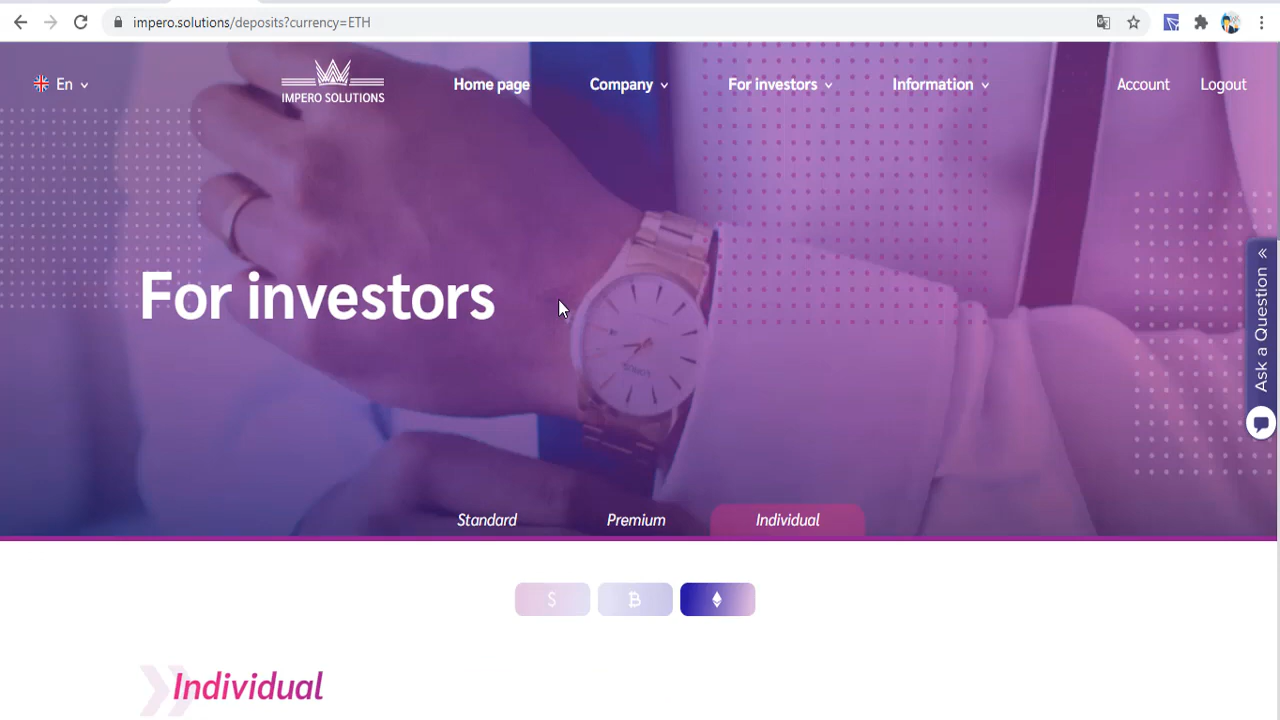 impero.solutions/deposits?currency=ETH
En
IMPERO SOLUTIONS
Home page
Company
For investors
Information
Account
Logout
For investors
Ask a Question
Standard
Premium
Individual
Individual